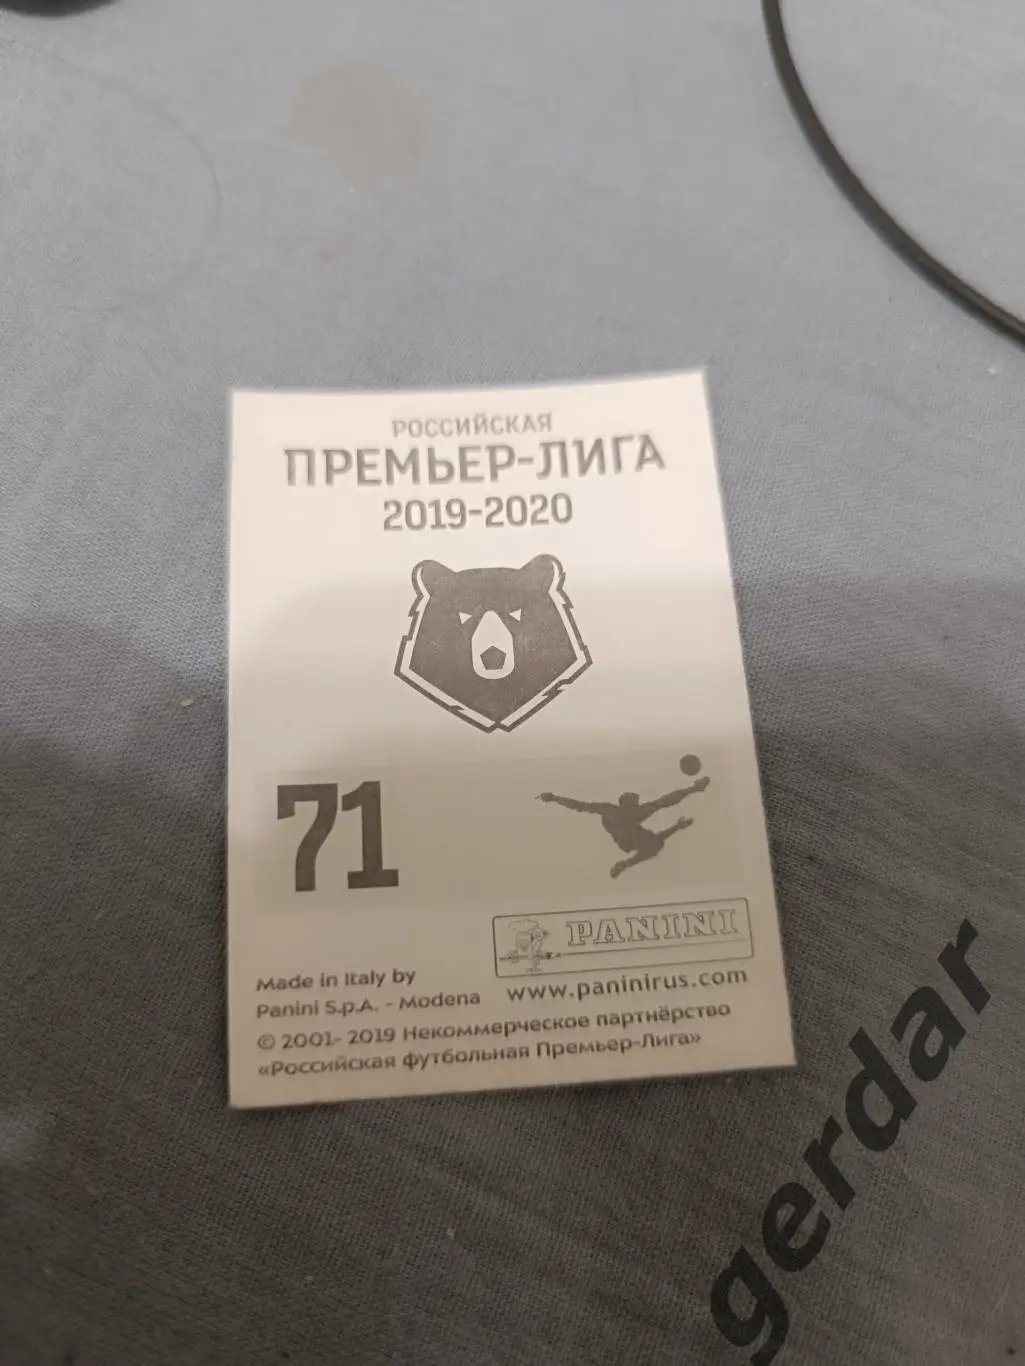 РОССИЙСКАЯ
ПРЕМЬЕР-ЛИГА
2019-2020
71
PANINI
www.paninirus.com
Made in Italy by
Panini S.p.A. - Modena
© 2001- 2019 Некоммерческое партнёрство
«Российская футбольная Премьер-Лига»
gerdar